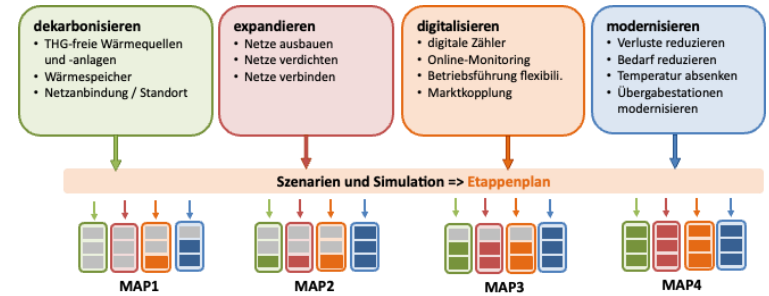 dekarbonisieren
• THG-freie Wärmequellen
und -anlagen
• Wärmespeicher
• Netzanbindung / Standort
expandieren
• Netze ausbauen
• Netze verdichten
• Netze verbinden
digitalisieren
• digitale Zähler
• Online-Monitoring
• Betriebsführung flexibili.
• Marktkopplung
modernisieren
• Verluste reduzieren
• Bedarf reduzieren
• Temperatur absenken
• Übergabestationen
modernisieren
Szenarien und Simulation => Etappenplan
MAP1
MAP2
MAP3
MAP4